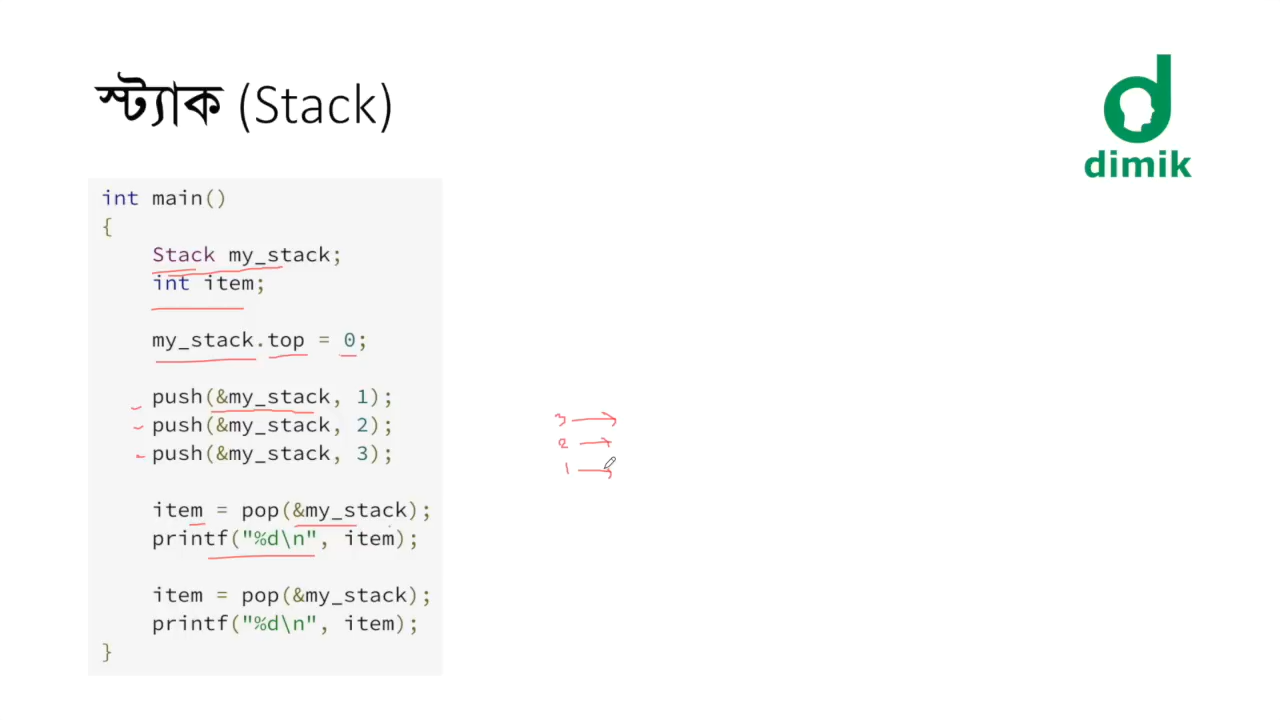 স্ট্যাক (Stack)
dimik
int main()
{
Stack my_stack;
int item;
my_stack.top = 0;
push(&my_stack, 1);
push(&my_stack, 2);
push(&my_stack, 3);
item = pop(&my_stack);
printf("%d\n", item);
item = pop(&my_stack);
printf("%d\n", item);
}
3
2
1